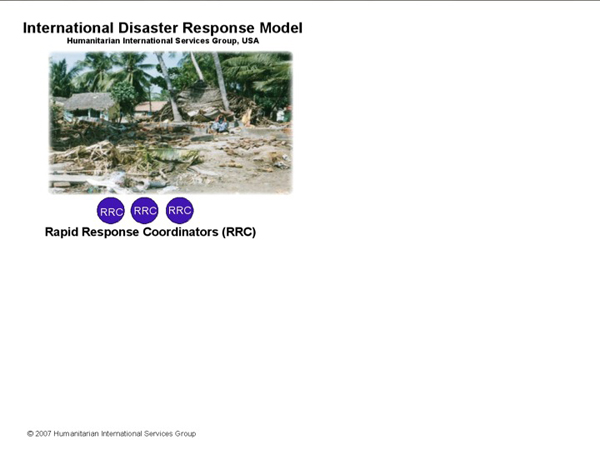 International Disaster Response Model
Humanitarian International Services Group, USA
RRC RRC RRC
Rapid Response Coordinators (RRC)
© 2007 Humanitarian International Services Group